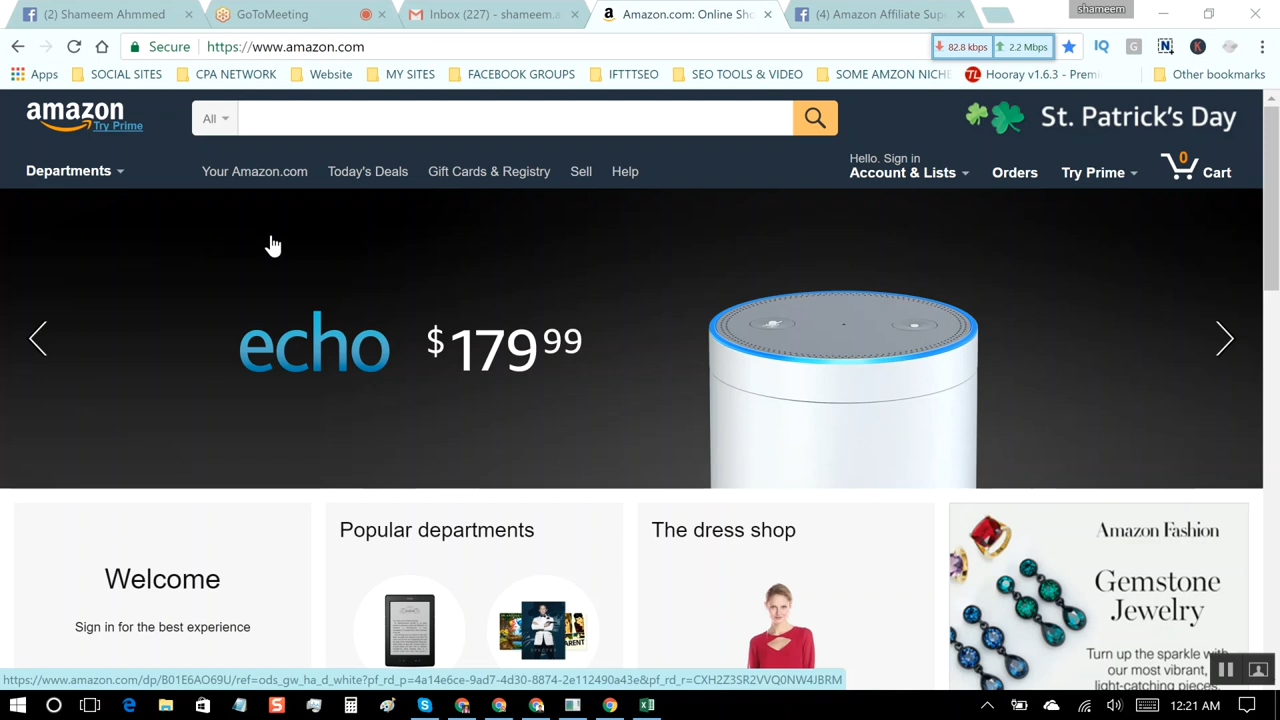 shameem
(2) Shameem Ahmmed
GoToMeeting
Inbox (227) - shameem.a
Amazon.com: Online Sho
(4) Amazon Affiliate Sup
Secure
https://www.amazon.com
82.8 kbps
2.2 Mbps
IQ
G
N
K
Apps
SOCIAL SITES
CPA NETWORK
Website
MY SITES
FACEBOOK GROUPS
IFTTTSEO
SEO TOOLS & VIDEO
SOME AMZON NICHE
TL
Hooray v1.6.3 - Premi
Other bookmarks
amazon
Try Prime
All
St. Patrick's Day
Departments
Your Amazon.com
Today's Deals
Gift Cards & Registry
Sell
Help
Hello. Sign in
Account & Lists
Orders
Try Prime
0
Cart
echo $179 99
Welcome
Sign in for the best experience
Popular departments
The dress shop
Amazon Fashion
Gemstone
Jewelry
Turn up the sparkle with
our most vibrant,
light-catching pieces.
https://www.amazon.com/dp/B01E6AO69U/ref=ods_gw_ha_d_white?pf_rd_p=4a14e6ce-9ad7-4d30-8874-2e112490a43e&pf_rd_r=CXH2Z3SR2VVQ0NW4JBRM
12:21 AM